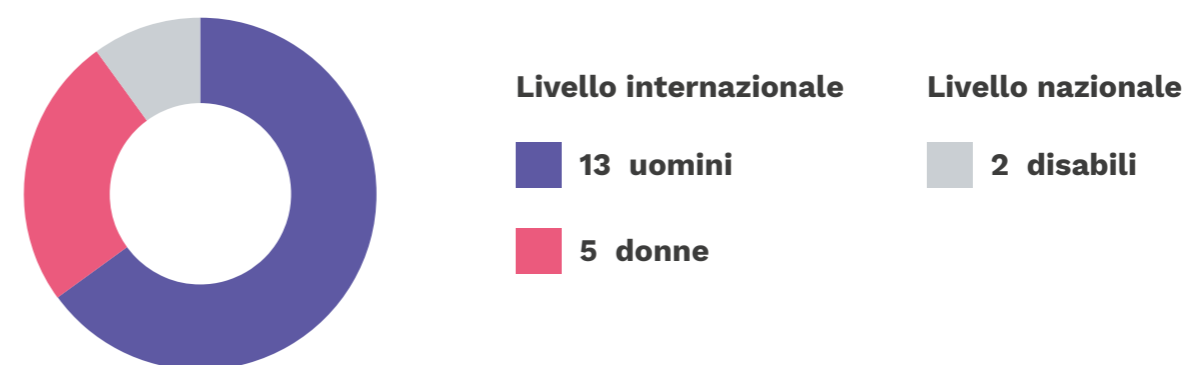 Livello internazionale
13 uomini
5 donne
Livello nazionale
2 disabili